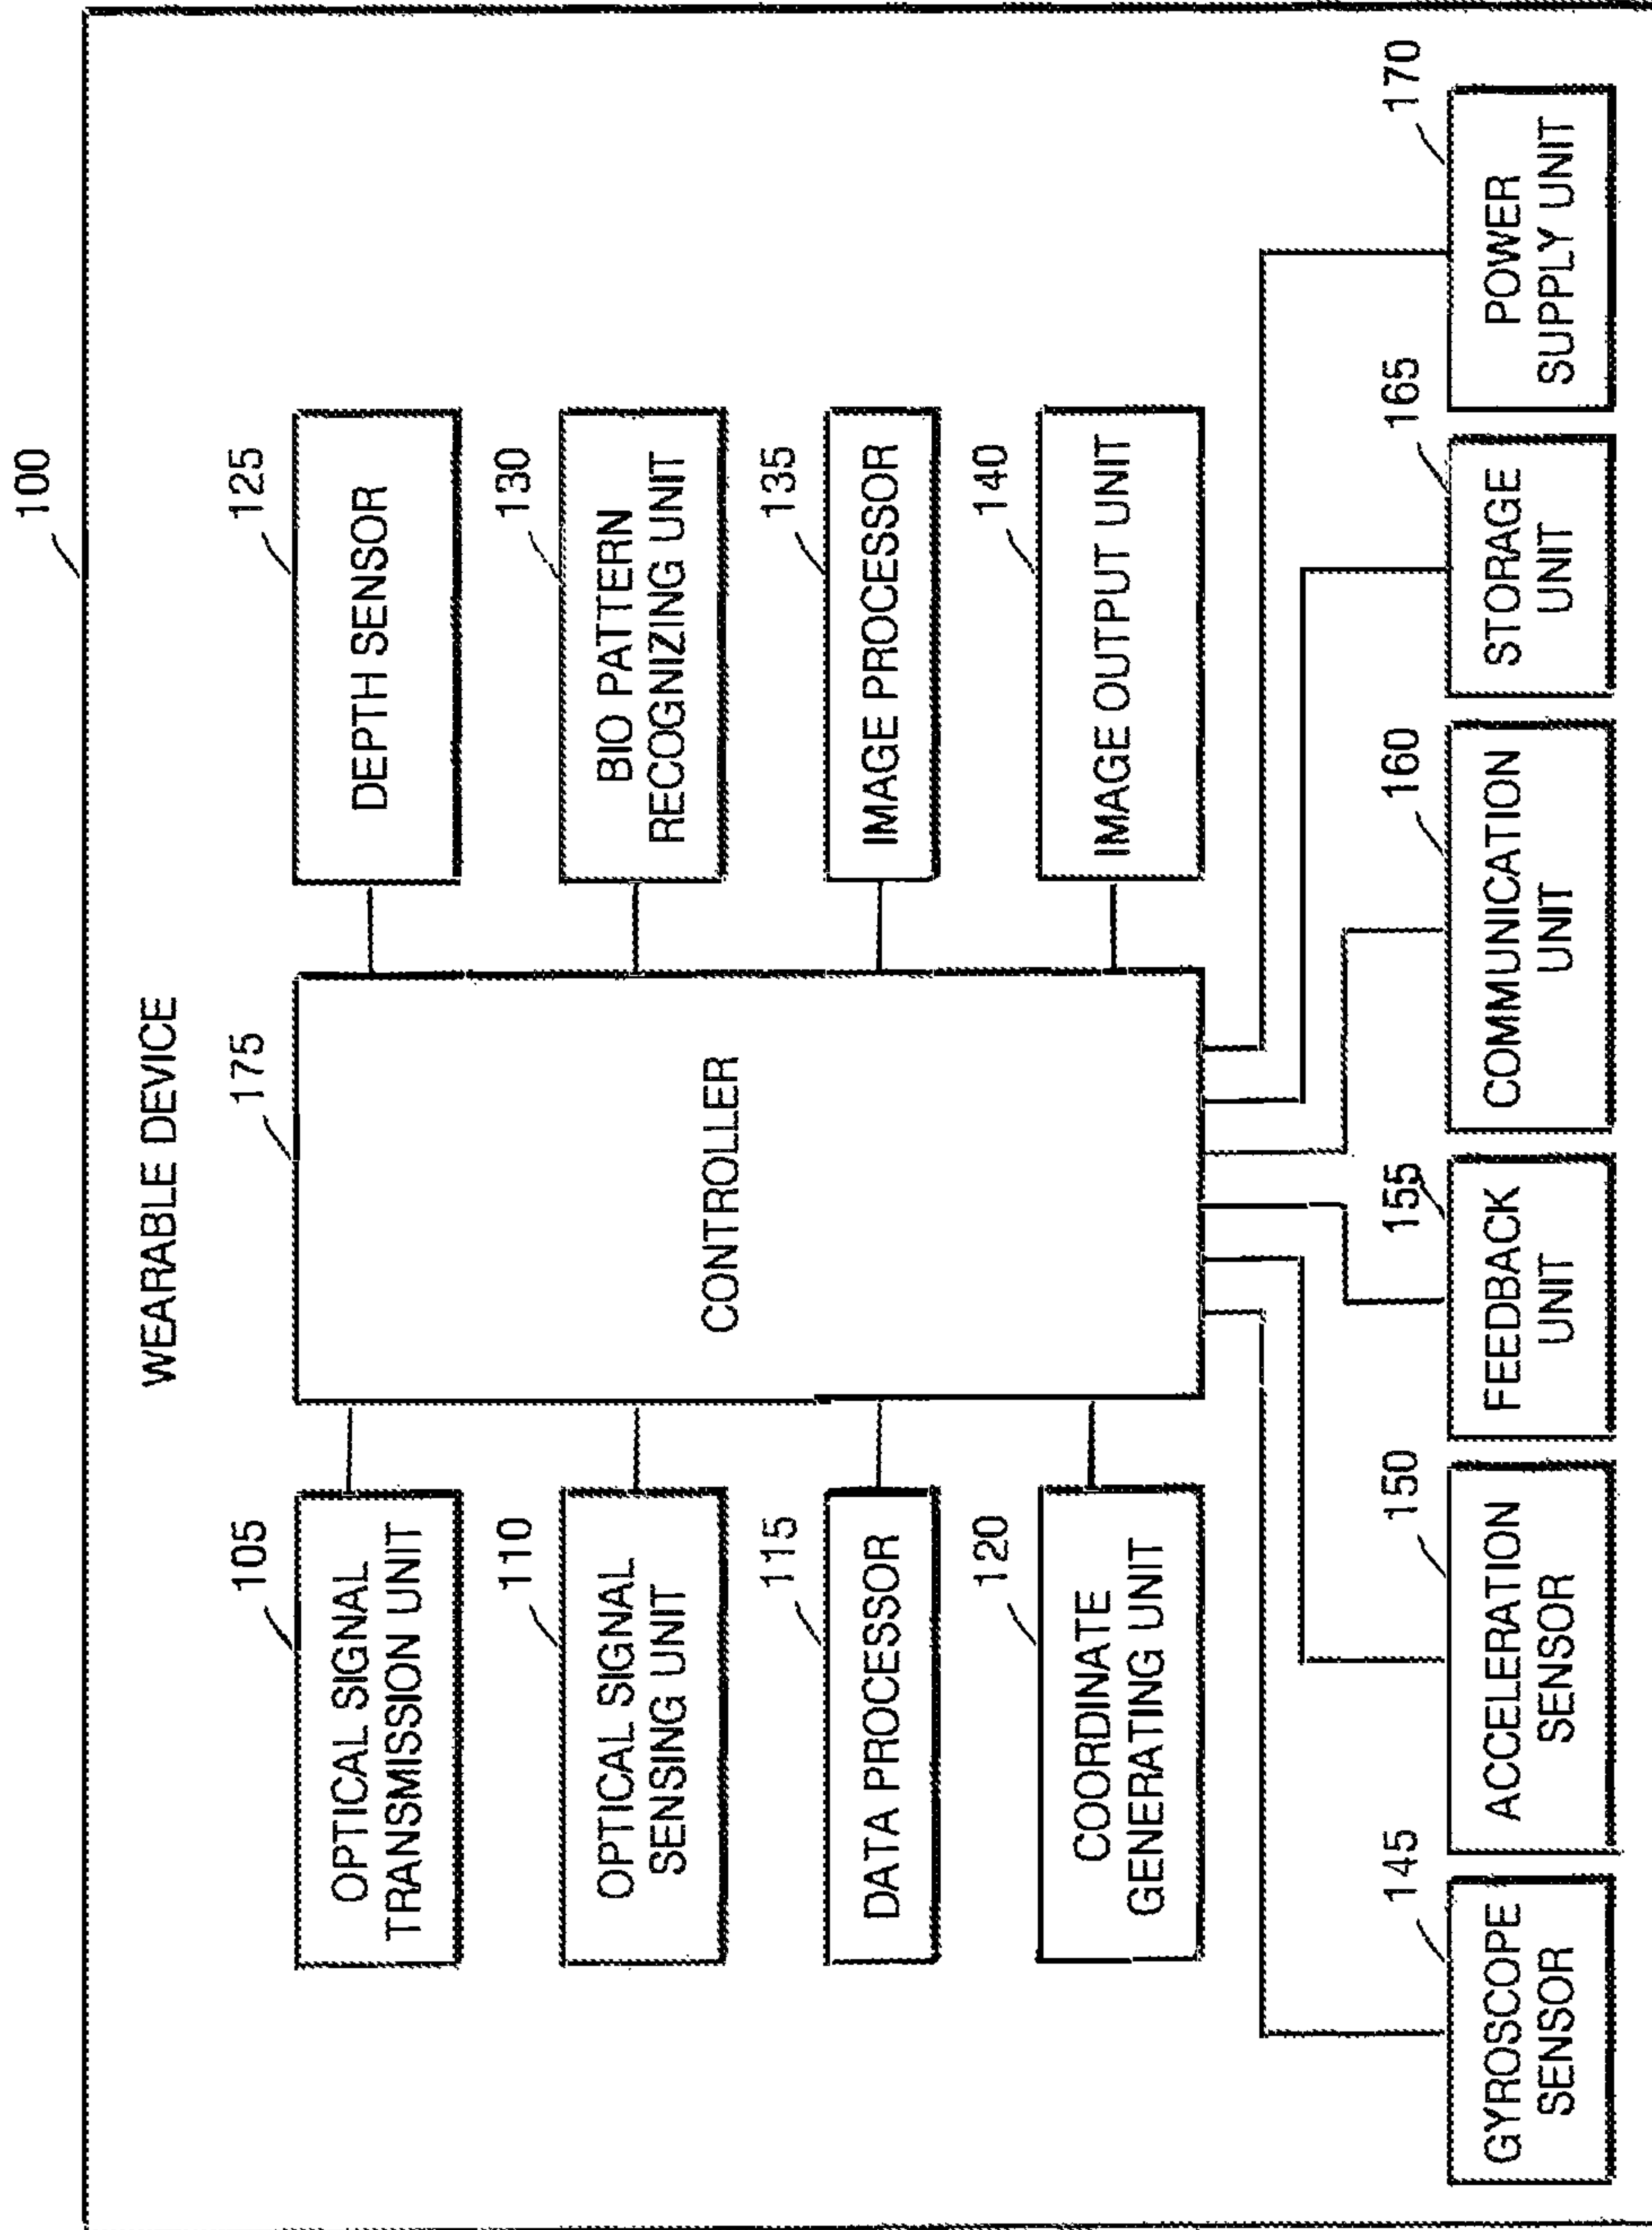 100
WEARABLE DEVICE
105
OPTICAL SIGNAL
TRANSMISSION UNIT
110
OPTICAL SIGNAL
SENSING UNIT
115
DATA PROCESSOR
120
COORDINATE
GENERATING UNIT
175
CONTROLLER
125
DEPTH SENSOR
130
BIO PATTERN
RECOGNIZING UNIT
135
IMAGE PROCESSOR
140
IMAGE OUTPUT UNIT
145
GYROSCOPE
SENSOR
150
ACCELERATION
SENSOR
155
FEEDBACK
UNIT
160
COMMUNICATION
UNIT
165
STORAGE
UNIT
170
POWER
SUPPLY UNIT